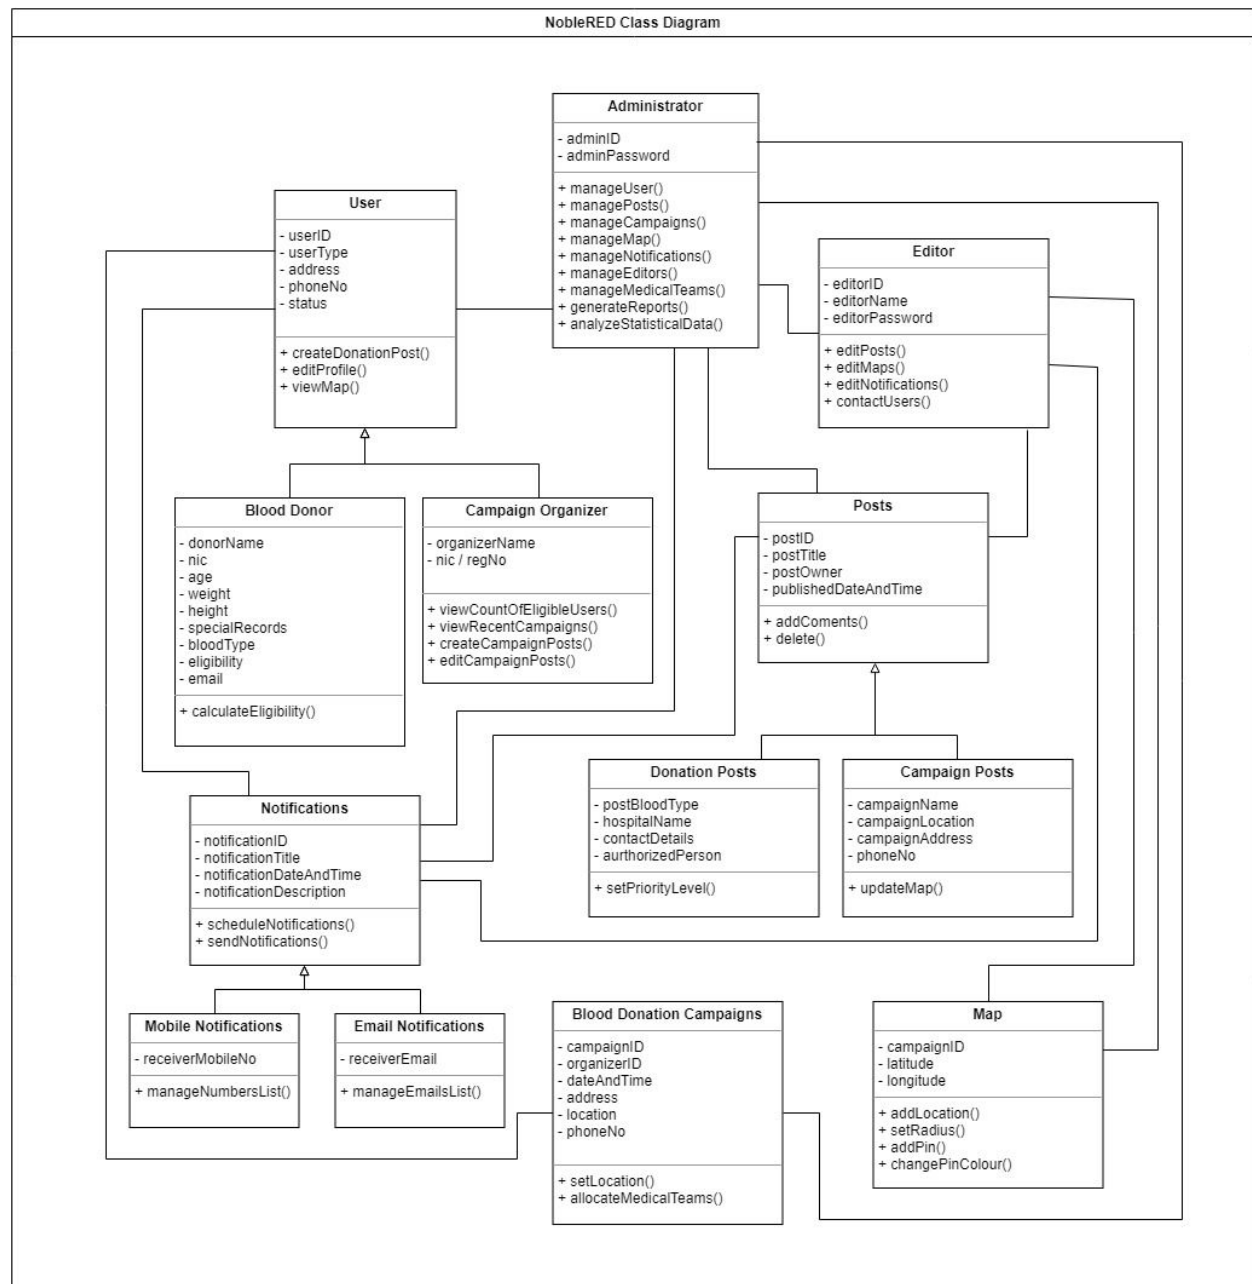 NobleRED Class Diagram
Administrator
- adminID
- adminPassword
+ manageUser()
+ managePosts()
+ manageCampaigns()
+ manageMap()
+ manageNotifications()
+ manageEditors()
+ manageMedicalTeams()
+ generateReports()
+ analyzeStatisticalData()
User
- userID
- userType
- address
- phoneNo
- status
+ createDonationPost()
+ editProfile()
+ viewMap()
Editor
- editorID
- editorName
- editorPassword
+ editPosts()
+ editMaps()
+ editNotifications()
+ contactUsers()
Blood Donor
- donorName
- nic
- age
- weight
- height
- specialRecords
- bloodType
- eligibility
- email
+ calculateEligibility()
Campaign Organizer
- organizerName
- nic / regNo
+ viewCountOfEligibleUsers()
+ viewRecentCampaigns()
+ createCampaignPosts()
+ editCampaignPosts()
Posts
- postID
- postTitle
- postOwner
- publishedDateAndTime
+ addComents()
+ delete()
Donation Posts
- postBloodType
- hospitalName
- contactDetails
- aurthorizedPerson
+ setPriorityLevel()
Campaign Posts
- campaignName
- campaignLocation
- campaignAddress
- phoneNo
+ updateMap()
Notifications
- notificationID
- notificationTitle
- notificationDateAndTime
- notificationDescription
+ scheduleNotifications()
+ sendNotifications()
Mobile Notifications
- receiverMobileNo
+ manageNumbersList()
Email Notifications
- receiverEmail
+ manageEmailsList()
Blood Donation Campaigns
- campaignID
- organizerID
- dateAndTime
- address
- location
- phoneNo
+ setLocation()
+ allocateMedicalTeams()
Map
- campaignID
- latitude
- longitude
+ addLocation()
+ setRadius()
+ addPin()
+ changePinColour()